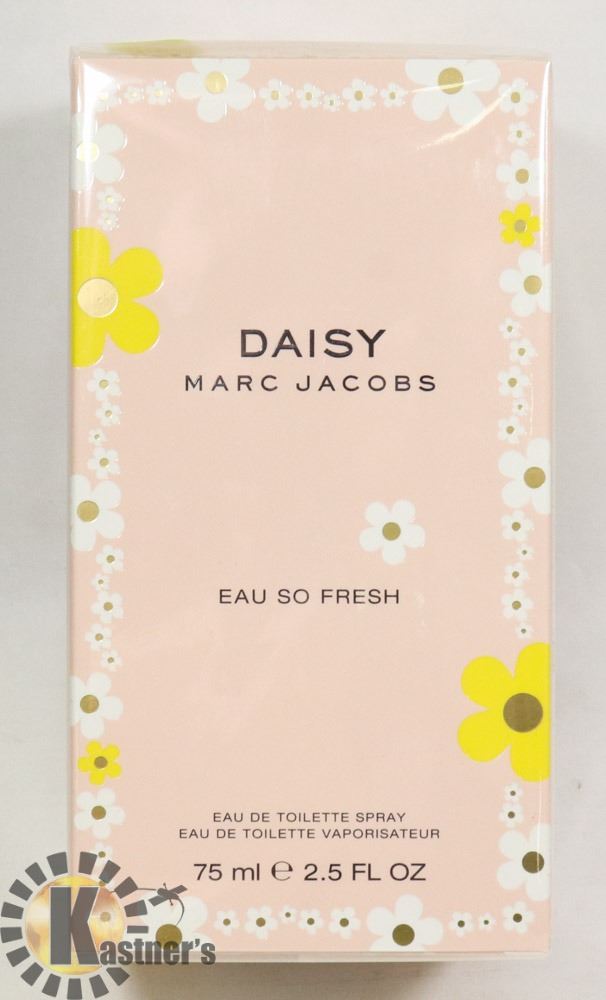 DAISY
MARC JACOBS
EAU SO FRESH
EAU DE TOILETTE SPRAY
EAU DE TOILETTE VAPORISATEUR
75 ml ℮ 2.5 FL OZ
Kastner's